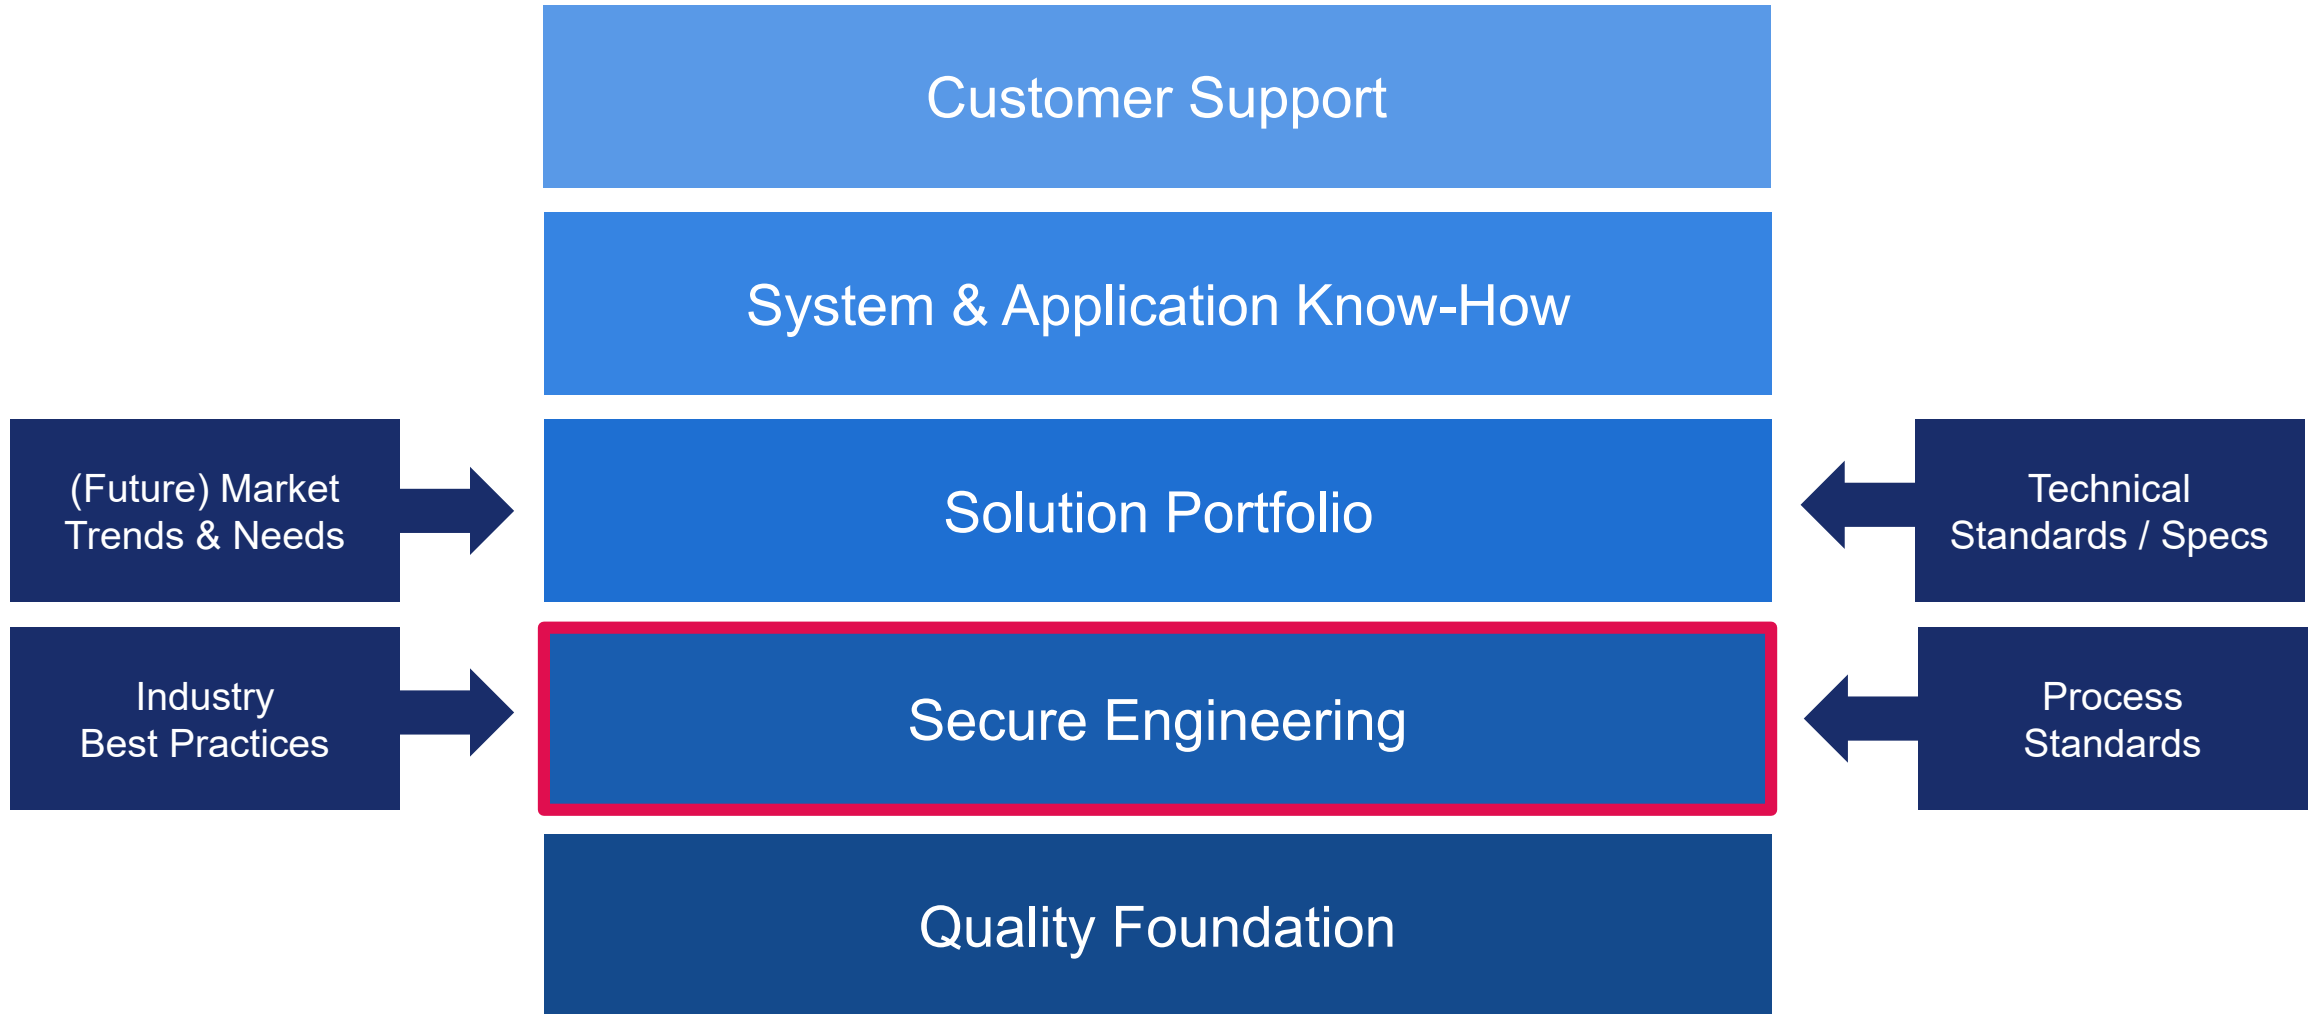 Customer Support
System & Application Know-How
(Future) Market
Trends & Needs
Solution Portfolio
Technical
Standards / Specs
Industry
Best Practices
Secure Engineering
Process
Standards
Quality Foundation